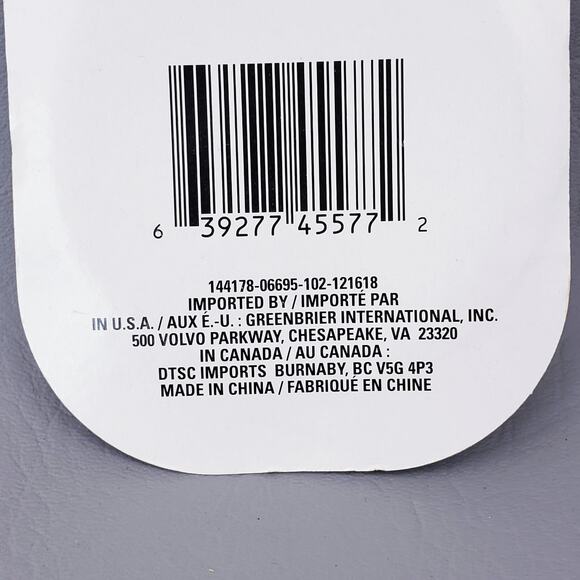 6 39277 45577 2
144178-06695-102-121618
IMPORTED BY / IMPORTÉ PAR
IN U.S.A. / AUX É.-U. : GREENBRIER INTERNATIONAL, INC.
500 VOLVO PARKWAY, CHESAPEAKE, VA 23320
IN CANADA / AU CANADA :
DTSC IMPORTS BURNABY, BC V5G 4P3
MADE IN CHINA / FABRIQUÉ EN CHINE